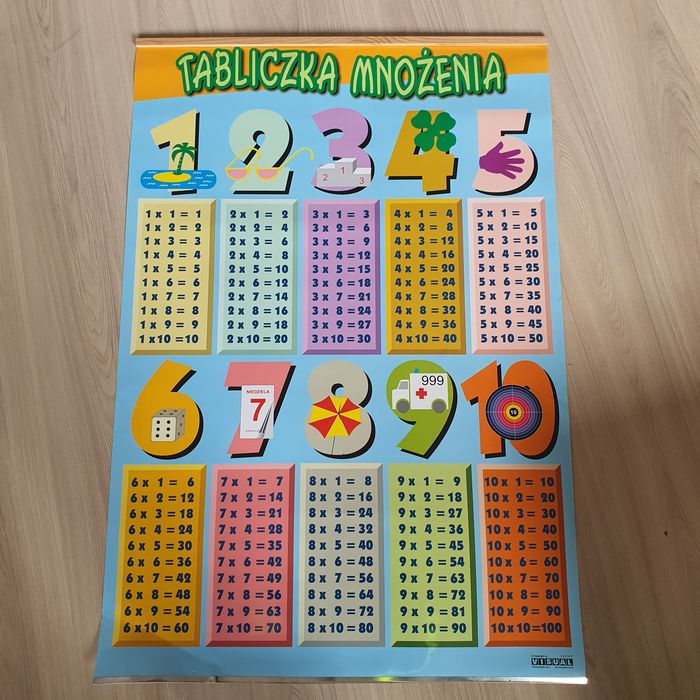 TABLICZKA MNOŻENIA
1
2
3
2 1 3
4
5
1 x 1 = 1
1 x 2 = 2
1 x 3 = 3
1 x 4 = 4
1 x 5 = 5
1 x 6 = 6
1 x 7 = 7
1 x 8 = 8
1 x 9 = 9
1 x 10 = 10
2 x 1 = 2
2 x 2 = 4
2 x 3 = 6
2 x 4 = 8
2 x 5 = 10
2 x 6 = 12
2 x 7 = 14
2 x 8 = 16
2 x 9 = 18
2 x 10 = 20
3 x 1 = 3
3 x 2 = 6
3 x 3 = 9
3 x 4 = 12
3 x 5 = 15
3 x 6 = 18
3 x 7 = 21
3 x 8 = 24
3 x 9 = 27
3 x 10 = 30
4 x 1 = 4
4 x 2 = 8
4 x 3 = 12
4 x 4 = 16
4 x 5 = 20
4 x 6 = 24
4 x 7 = 28
4 x 8 = 32
4 x 9 = 36
4 x 10 = 40
5 x 1 = 5
5 x 2 = 10
5 x 3 = 15
5 x 4 = 20
5 x 5 = 25
5 x 6 = 30
5 x 7 = 35
5 x 8 = 40
5 x 9 = 45
5 x 10 = 50
6
7
NIEDZIELA
7
8
9
999
10
10
6 x 1 = 6
6 x 2 = 12
6 x 3 = 18
6 x 4 = 24
6 x 5 = 30
6 x 6 = 36
6 x 7 = 42
6 x 8 = 48
6 x 9 = 54
6 x 10 = 60
7 x 1 = 7
7 x 2 = 14
7 x 3 = 21
7 x 4 = 28
7 x 5 = 35
7 x 6 = 42
7 x 7 = 49
7 x 8 = 56
7 x 9 = 63
7 x 10 = 70
8 x 1 = 8
8 x 2 = 16
8 x 3 = 24
8 x 4 = 32
8 x 5 = 40
8 x 6 = 48
8 x 7 = 56
8 x 8 = 64
8 x 9 = 72
8 x 10 = 80
9 x 1 = 9
9 x 2 = 18
9 x 3 = 27
9 x 4 = 36
9 x 5 = 45
9 x 6 = 54
9 x 7 = 63
9 x 8 = 72
9 x 9 = 81
9 x 10 = 90
10 x 1 = 10
10 x 2 = 20
10 x 3 = 30
10 x 4 = 40
10 x 5 = 50
10 x 6 = 60
10 x 7 = 70
10 x 8 = 80
10 x 9 = 90
10 x 10 = 100
VISUAL